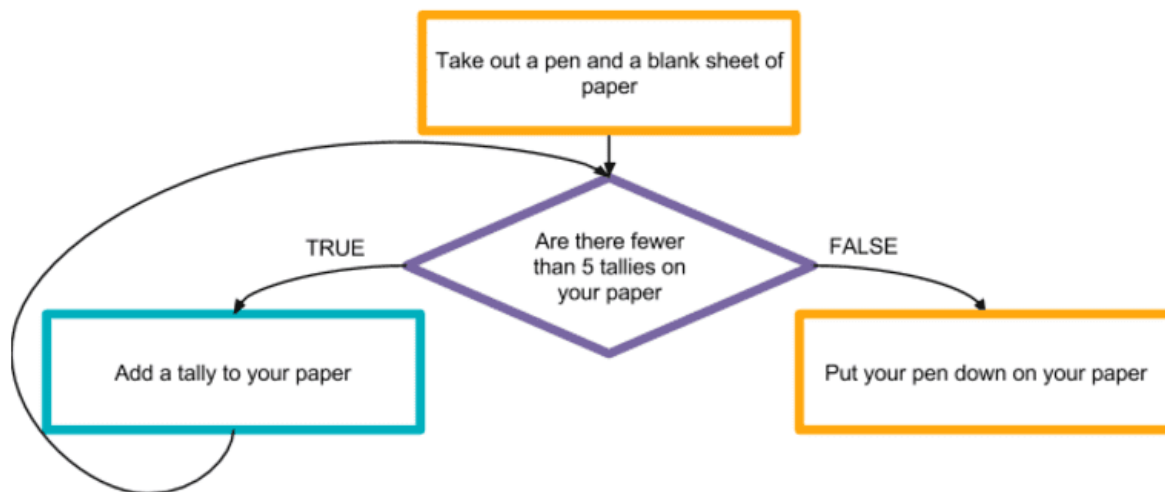 Take out a pen and a blank sheet of
paper
TRUE
Are there fewer
than 5 tallies on
your paper
FALSE
Add a tally to your paper
Put your pen down on your paper